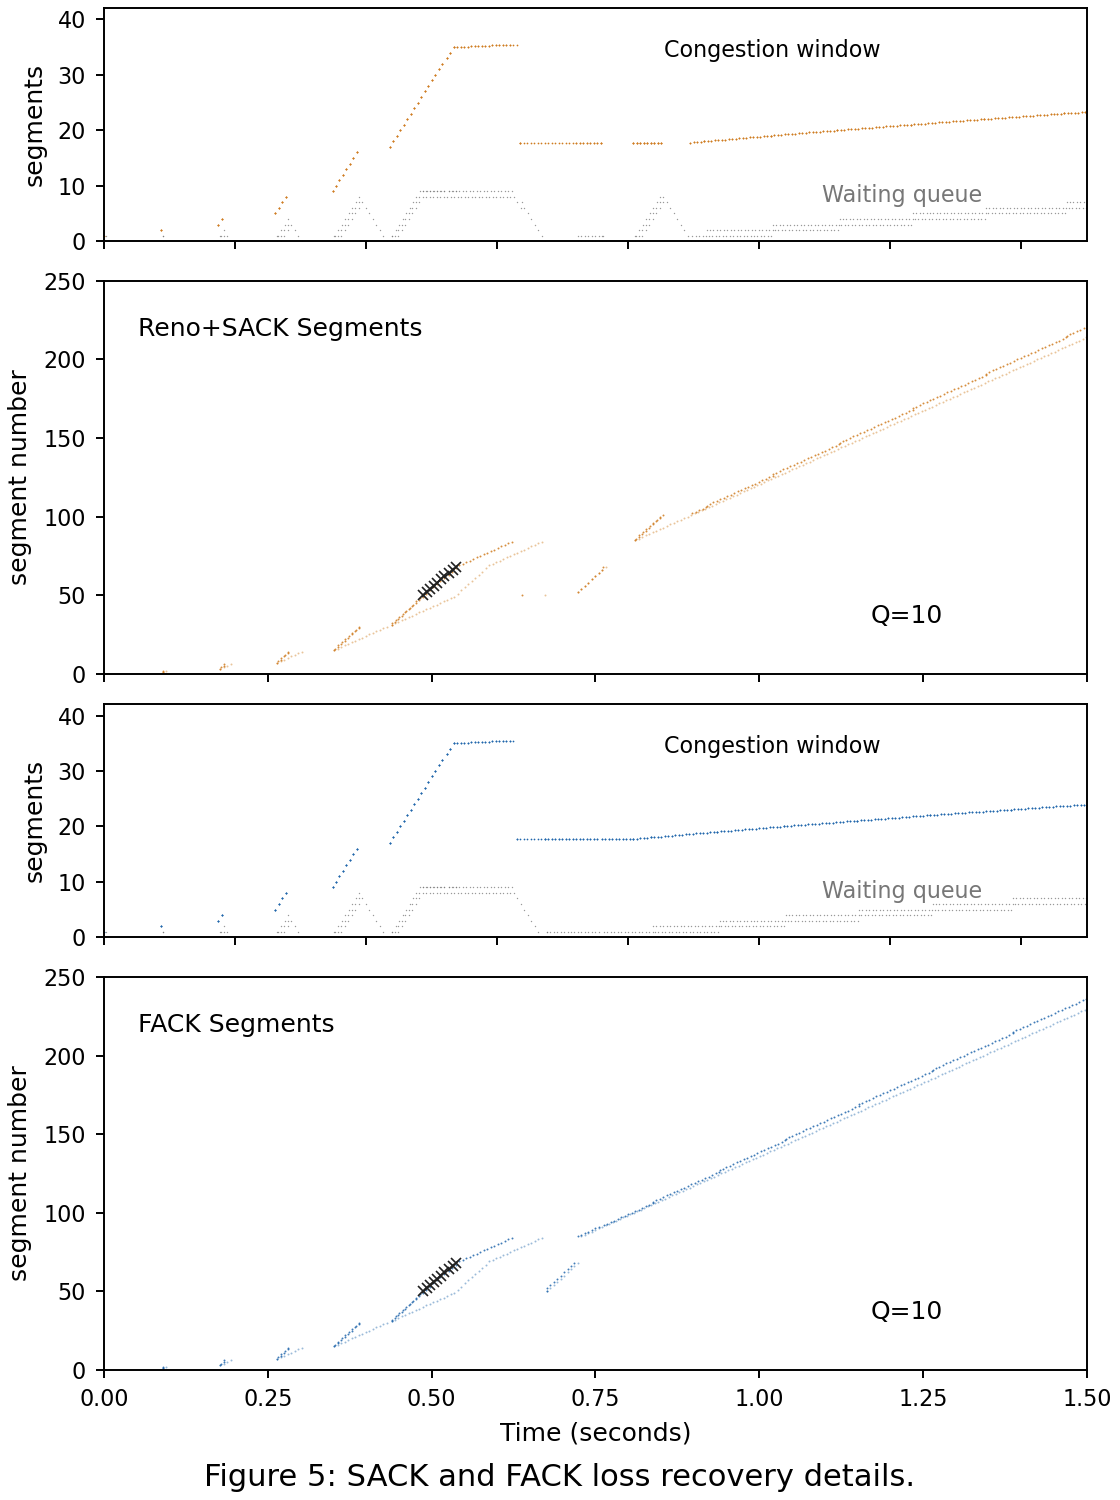 40
30
20
10
0
segments
Congestion window
Waiting queue
250
200
150
100
50
0
segment number
Reno+SACK Segments
Q=10
40
30
20
10
0
segments
Congestion window
Waiting queue
250
200
150
100
50
0
segment number
FACK Segments
Q=10
0.00 0.25 0.50 0.75 1.00 1.25 1.50
Time (seconds)
Figure 5: SACK and FACK loss recovery details.